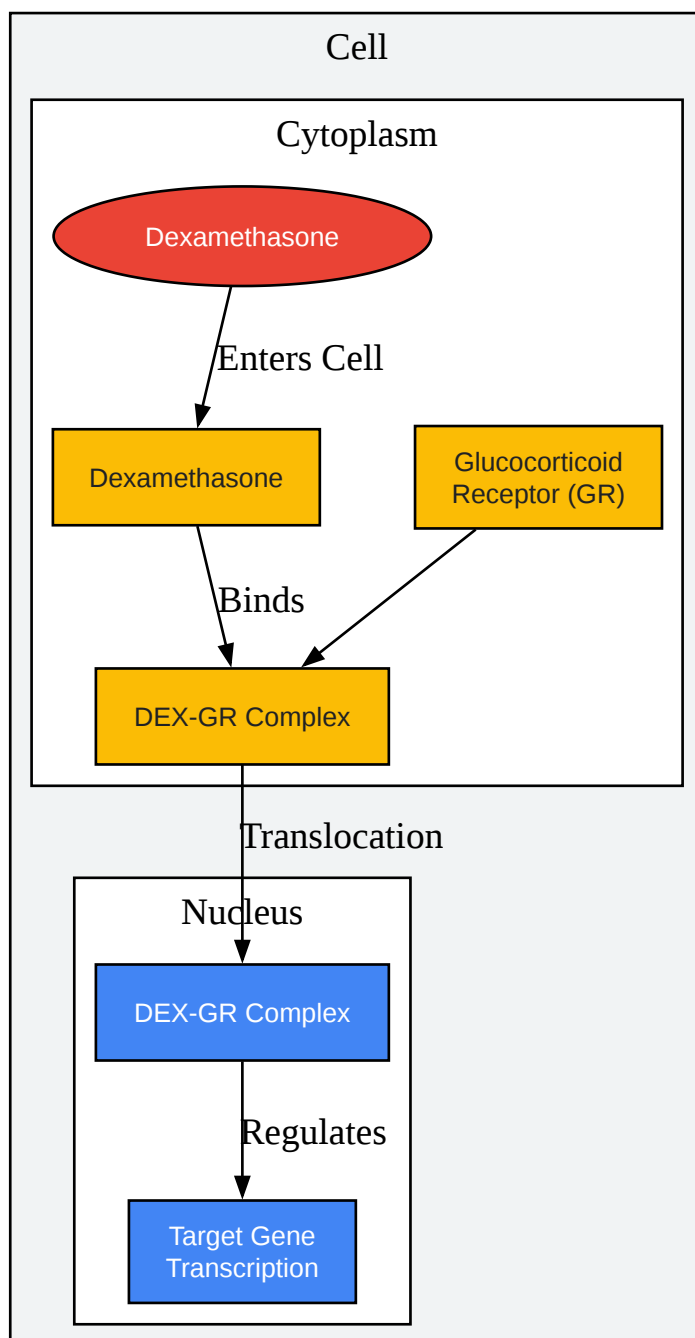 Cell
Cytoplasm
Dexamethasone
Enters Cell
Dexamethasone
Glucocorticoid
Receptor (GR)
Binds
DEX-GR Complex
Translocation
Nucleus
DEX-GR Complex
Regulates
Target Gene
Transcription